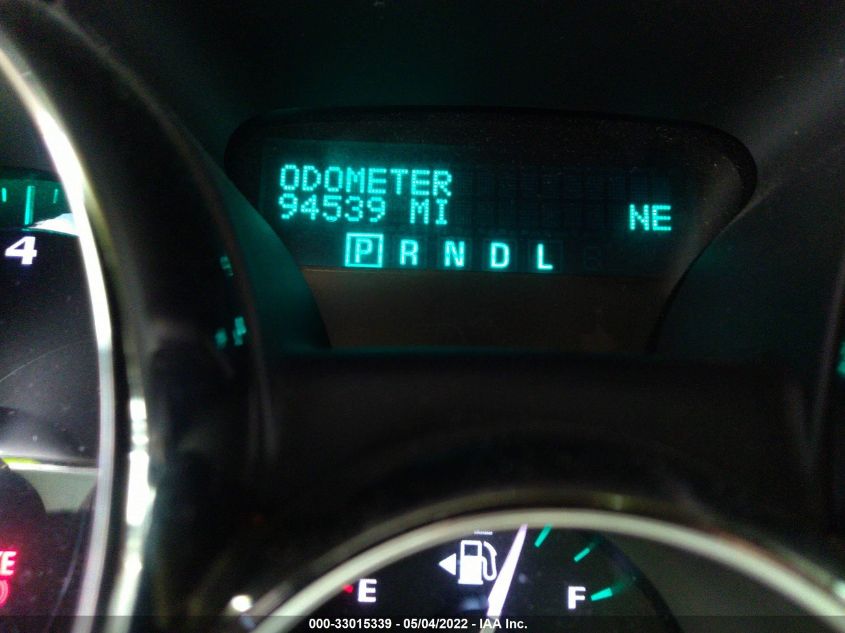 ODOMETER
94539 MI
NE
P R N D L
4
E
F
000-33015339 - 05/04/2022 - IAA Inc.